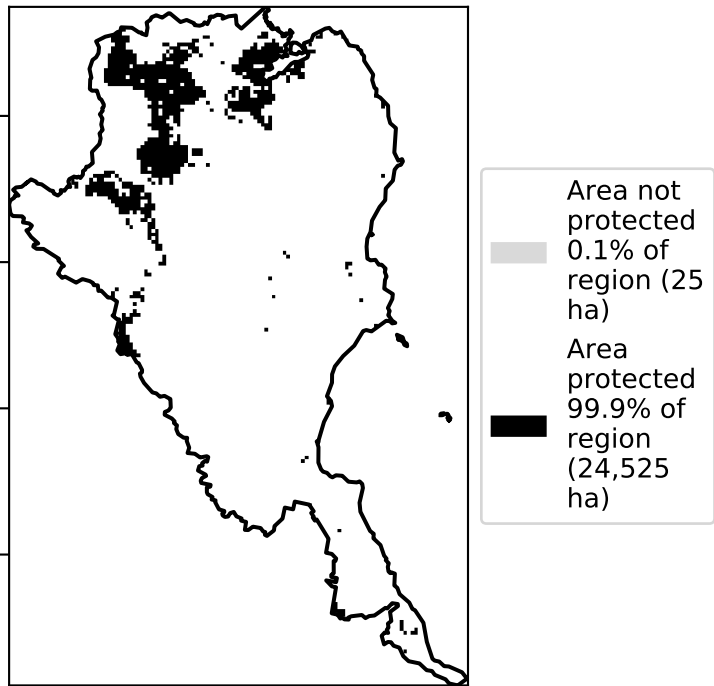 Area not
protected
0.1% of
region (25
ha)
Area
protected
99.9% of
region
(24,525
ha)